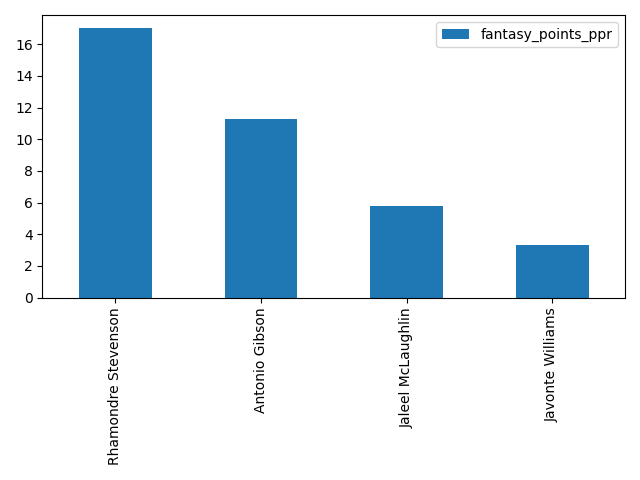 fantasy_points_ppr
16
14
12
10
8
6
4
2
0
Rhamondre Stevenson
Antonio Gibson
Jaleel McLaughlin
Javonte Williams